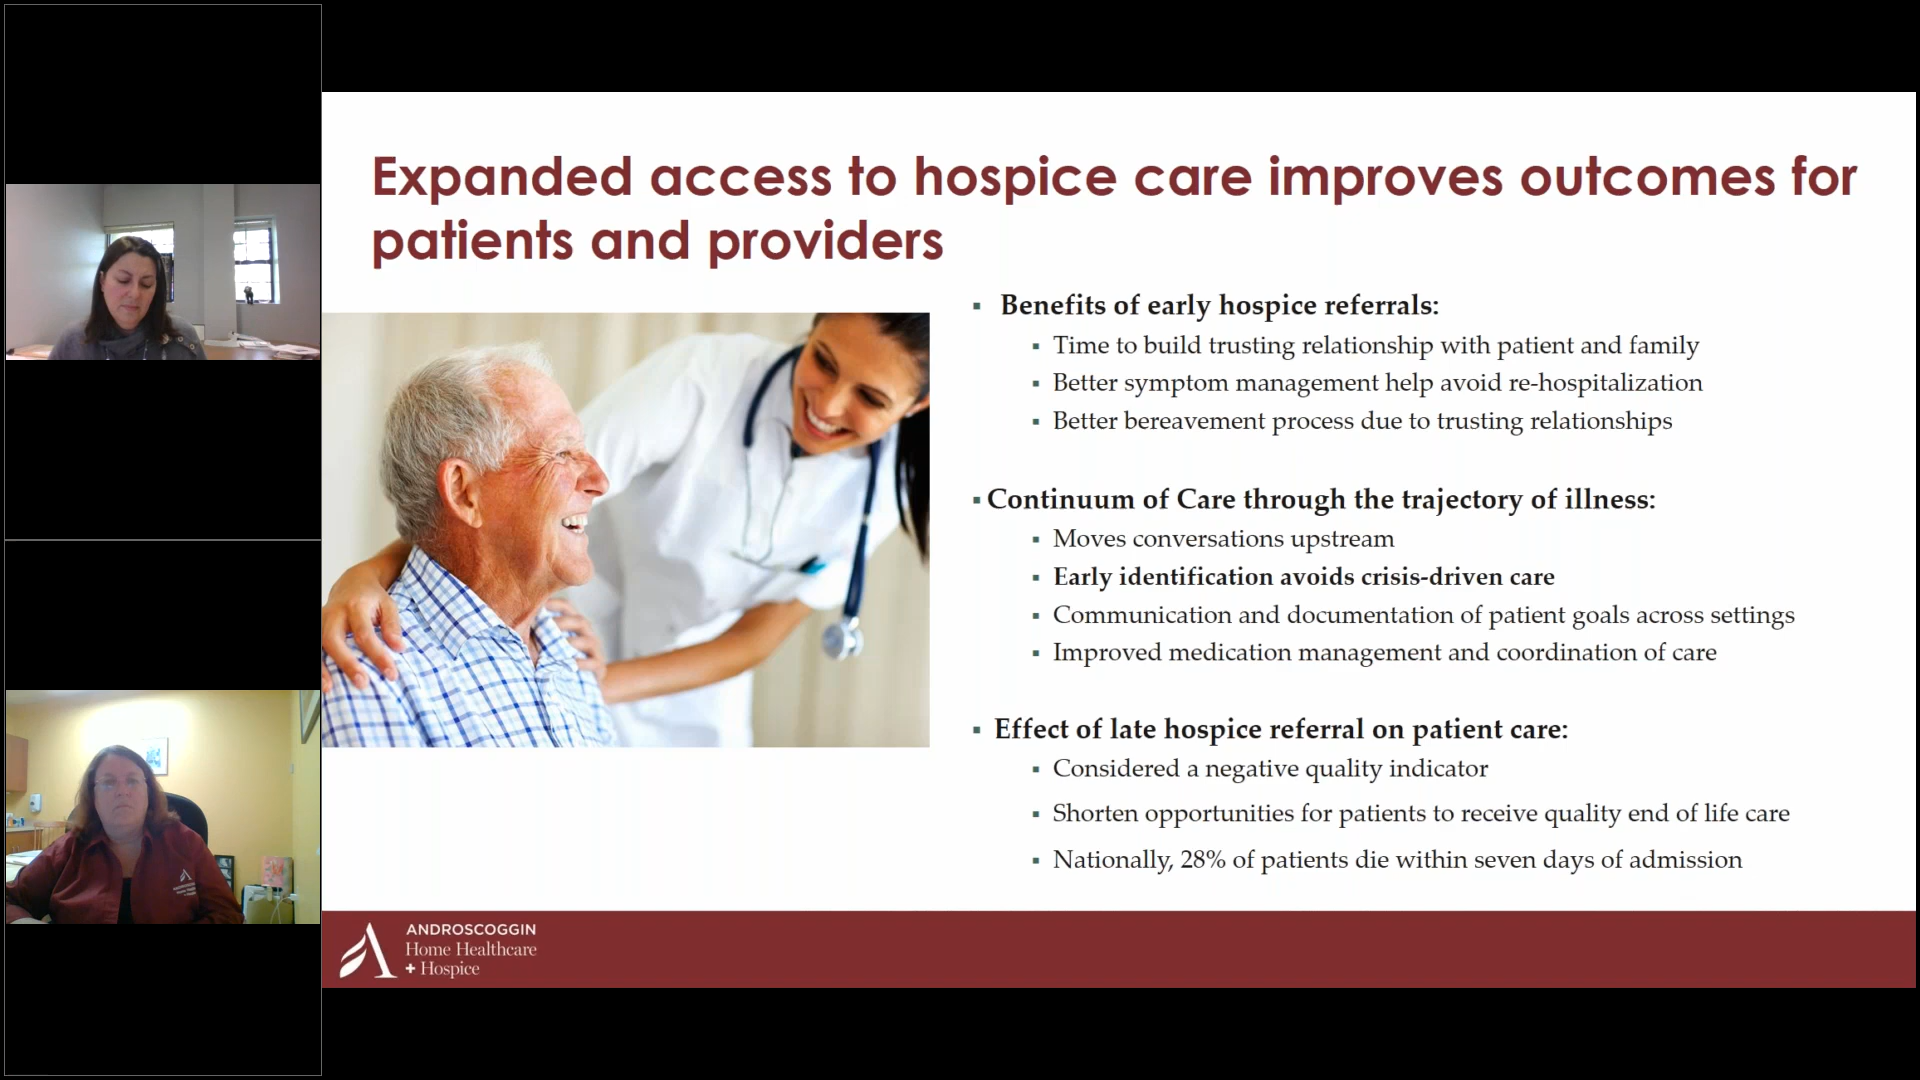 Expanded access to hospice care improves outcomes for
patients and providers
▪ Benefits of early hospice referrals:
▪ Time to build trusting relationship with patient and family
▪ Better symptom management help avoid re-hospitalization
▪ Better bereavement process due to trusting relationships
▪ Continuum of Care through the trajectory of illness:
▪ Moves conversations upstream
▪ Early identification avoids crisis-driven care
▪ Communication and documentation of patient goals across settings
▪ Improved medication management and coordination of care
▪ Effect of late hospice referral on patient care:
▪ Considered a negative quality indicator
▪ Shorten opportunities for patients to receive quality end of life care
▪ Nationally, 28% of patients die within seven days of admission
ANDROSCOGGIN
Home Healthcare
+ Hospice